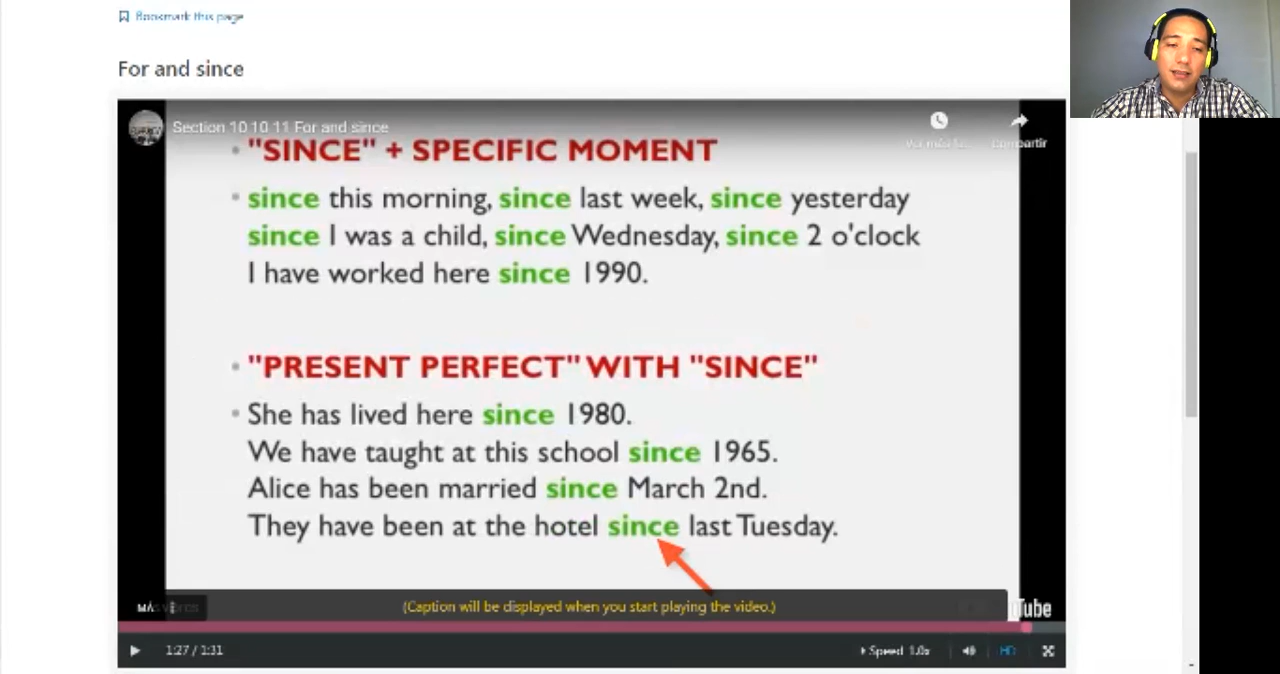 Bookmark this page
For and since
Section 10 10 11 For and since
"SINCE" + SPECIFIC MOMENT
• since this morning, since last week, since yesterday
since I was a child, since Wednesday, since 2 o'clock
I have worked here since 1990.
• "PRESENT PERFECT" WITH "SINCE"
• She has lived here since 1980.
We have taught at this school since 1965.
Alice has been married since March 2nd.
They have been at the hotel since last Tuesday.
(Caption will be displayed when you start playing the video.)
1:27 / 1:31
Speed 1.0x
HD